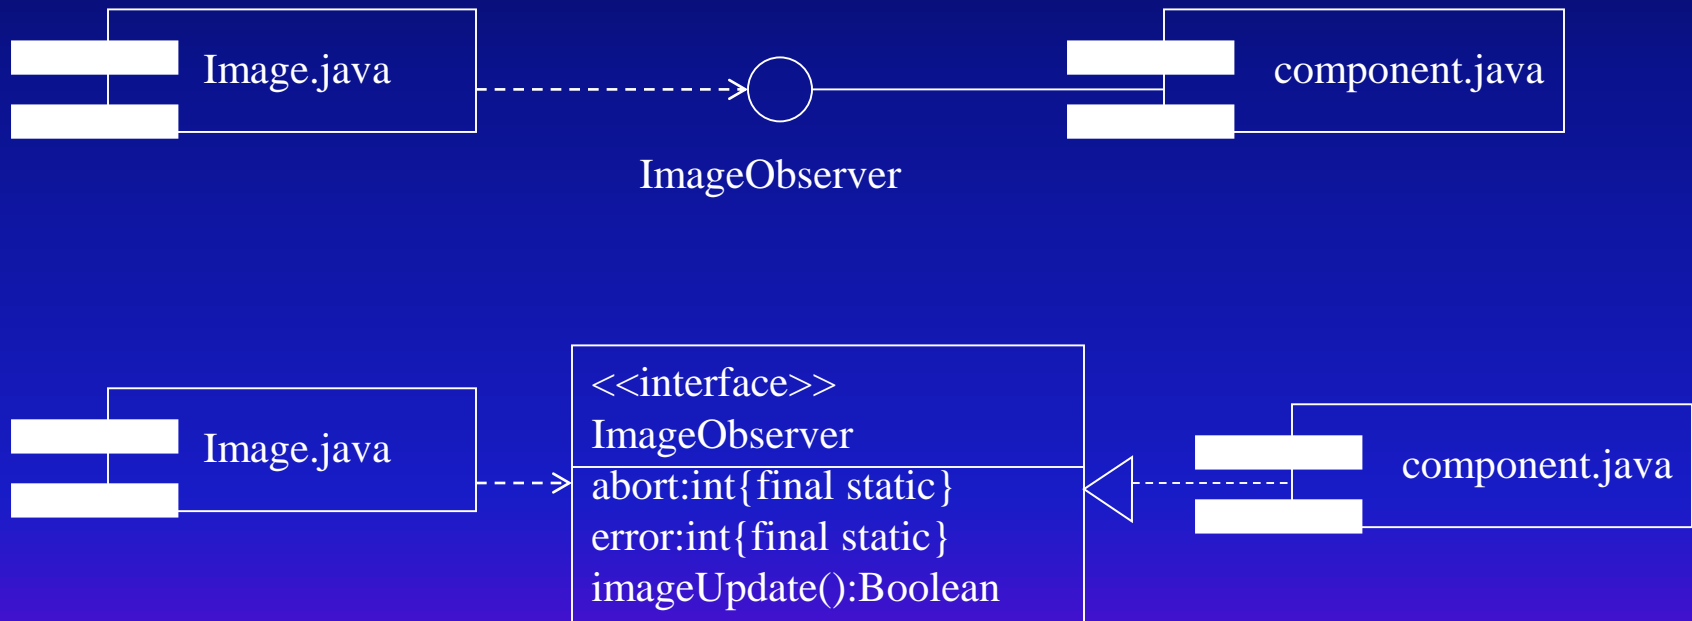 Image.java
component.java
ImageObserver
<<interface>>
ImageObserver
Image.java
component.java
abort:int{final static}
error:int{final static}
imageUpdate():Boolean